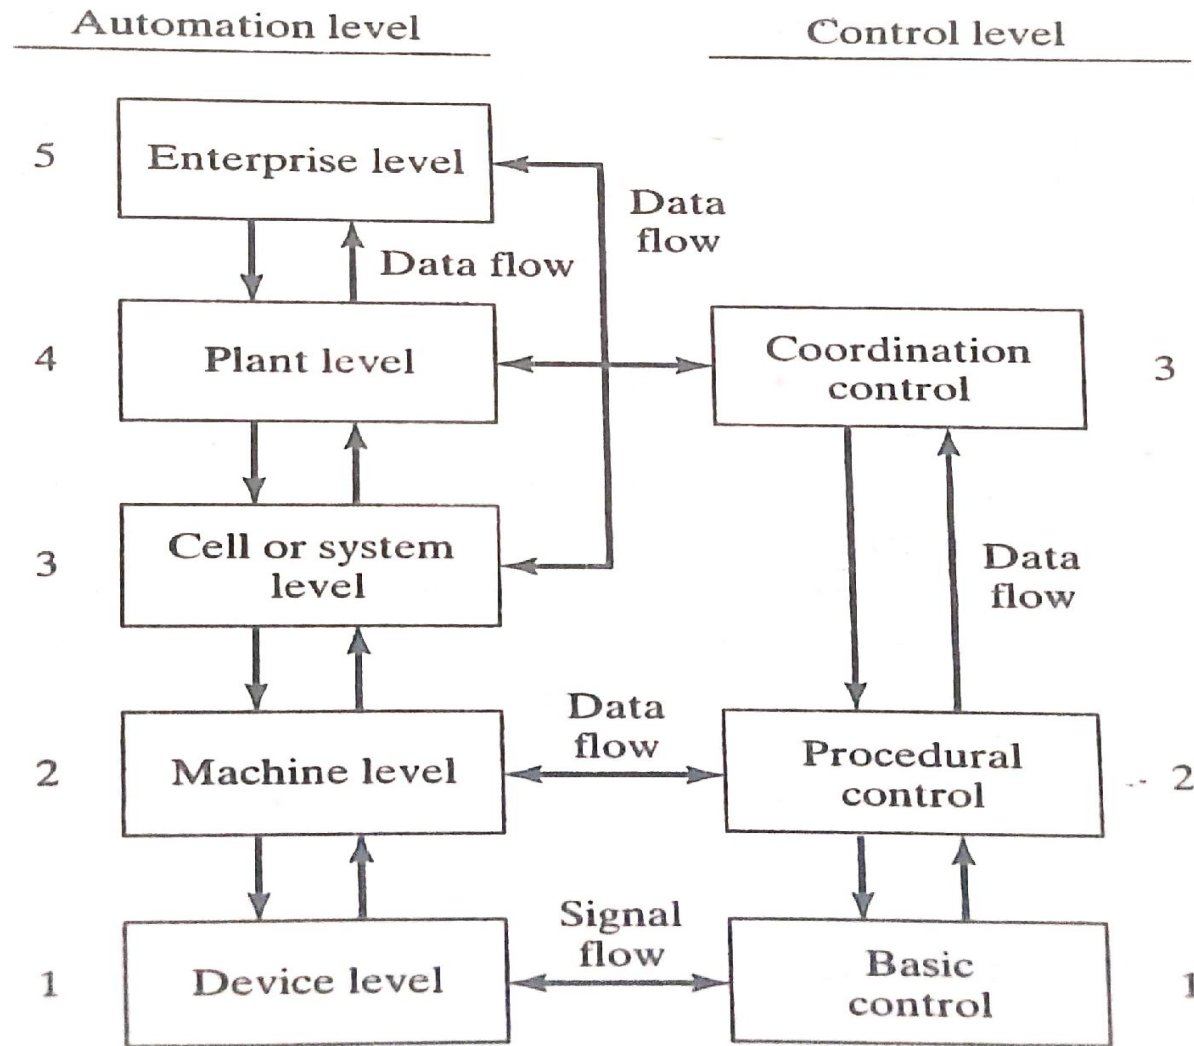 Automation level
Control level
5
Enterprise level
Data
flow
Data flow
4
Plant level
Coordination
control
3
3
Cell or system
level
Data
flow
2
Machine level
Data
flow
Procedural
control
2
1
Device level
Signal
flow
Basic
control
1